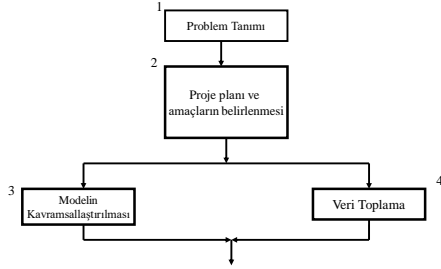 1
Problem Tanımı
2
Proje planı ve
amaçların belirlenmesi
3
Modelin
Kavramsallaştırılması
4
Veri Toplama